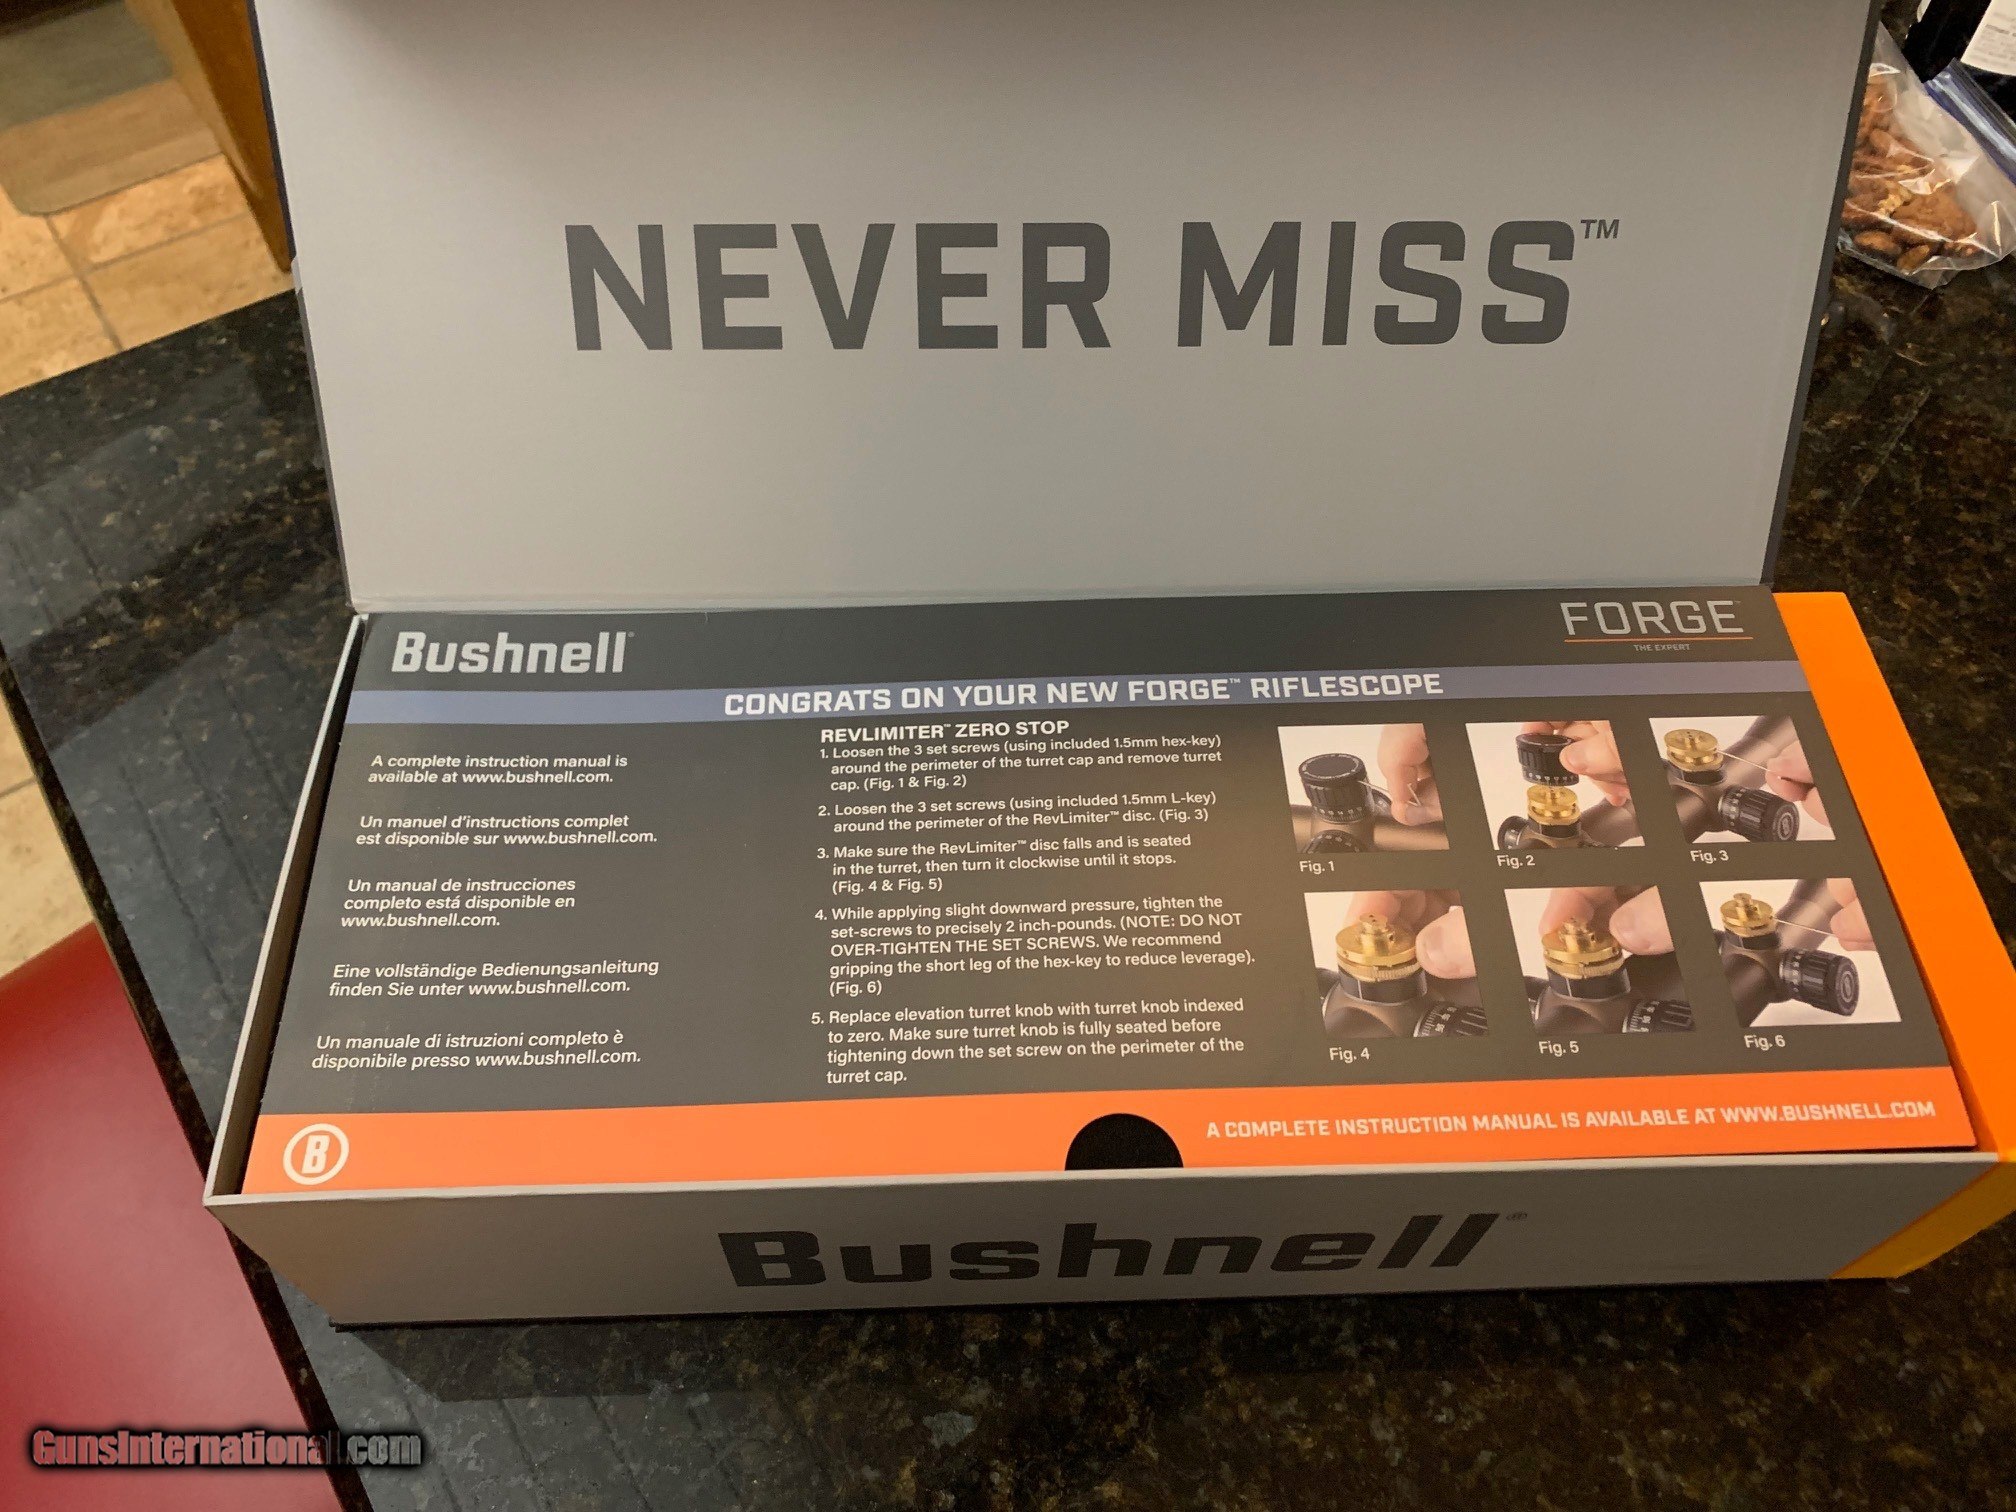 NEVER MISS™
Bushnell®
FORGE™
THE EXPERT
CONGRATS ON YOUR NEW FORGE™ RIFLESCOPE
A complete instruction manual is
available at www.bushnell.com.
Un manuel d'instructions complet
est disponible sur www.bushnell.com.
Un manual de instrucciones
completo está disponible en
www.bushnell.com.
Eine vollständige Bedienungsanleitung
finden Sie unter www.bushnell.com.
Un manuale di istruzioni completo è
disponibile presso www.bushnell.com.
REVLIMITER™ ZERO STOP
1. Loosen the 3 set screws (using included 1.5mm hex-key)
around the perimeter of the turret cap and remove turret
cap. (Fig. 1 & Fig. 2)
2. Loosen the 3 set screws (using included 1.5mm L-key)
around the perimeter of the RevLimiter™ disc. (Fig. 3)
3. Make sure the RevLimiter™ disc falls and is seated
in the turret, then turn it clockwise until it stops.
(Fig. 4 & Fig. 5)
4. While applying slight downward pressure, tighten the
set-screws to precisely 2 inch-pounds. (NOTE: DO NOT
OVER-TIGHTEN THE SET SCREWS. We recommend
gripping the short leg of the hex-key to reduce leverage).
(Fig. 6)
5. Replace elevation turret knob with turret knob indexed
to zero. Make sure turret knob is fully seated before
tightening down the set screw on the perimeter of the
turret cap.
Fig. 1
Fig. 2
Fig. 3
Fig. 4
Fig. 5
Fig. 6
B
A COMPLETE INSTRUCTION MANUAL IS AVAILABLE AT WWW.BUSHNELL.COM
Bushnell®
GunsInternational.com